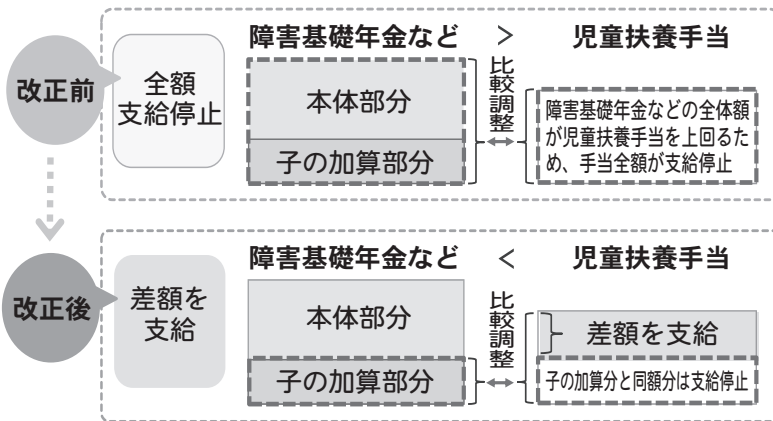 改正前
全額
支給停止
障害基礎年金など > 児童扶養手当
本体部分
子の加算部分
比較調整
障害基礎年金などの全体額
が児童扶養手当を上回るた
め、手当全額が支給停止
改正後
差額を
支給
障害基礎年金など < 児童扶養手当
本体部分
子の加算部分
比較調整
差額を支給
子の加算分と同額分は支給停止